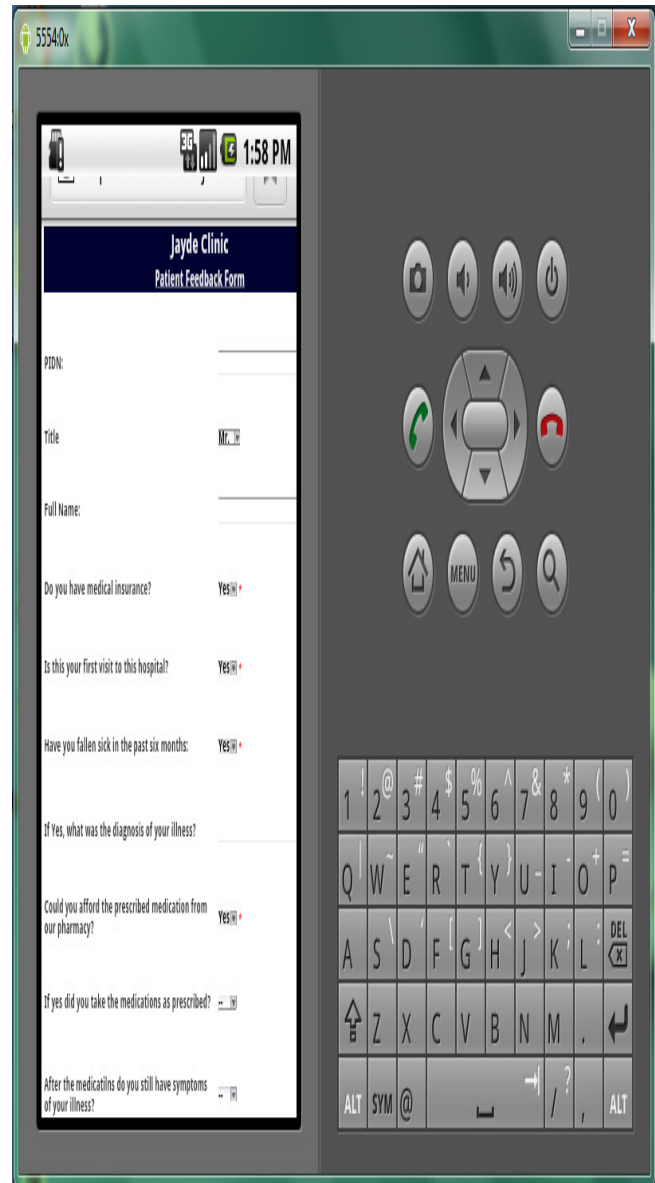 5554:0x
3G 1:58 PM
Jayde Clinic
Patient Feedback Form
PIDN:
Title Mr.
Full Name:
Do you have medical insurance? Yes *
Is this your first visit to this hospital? Yes *
Have you fallen sick in the past six months: Yes *
If Yes, what was the diagnosis of your illness?
Could you afford the prescribed medication from
our pharmacy? Yes *
If yes did you take the medications as prescribed? --
After the medicatilns do you still have symptoms
of your illness? --
MENU
1 ! 2 @ 3 # 4 $ 5 % 6 ^ 7 & 8 * 9 ( 0 )
Q | W ~ E " R ` T { Y } U - I - O + P =
A S \ D ' F [ G ] H < J > K ; L : DEL
Z X C V B N M .
ALT SYM @ / ? , ALT